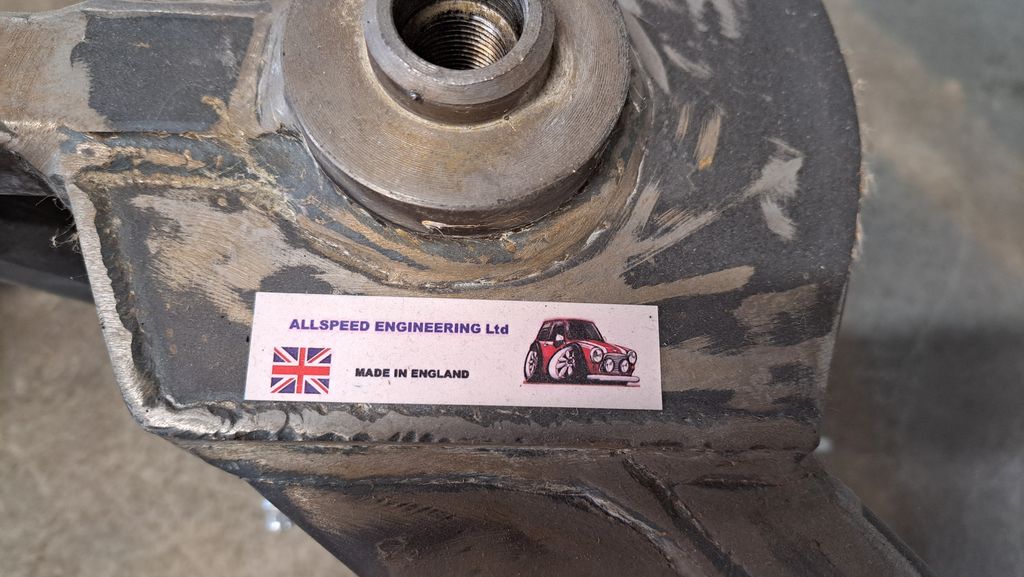 ALLSPEED ENGINEERING Ltd
MADE IN ENGLAND